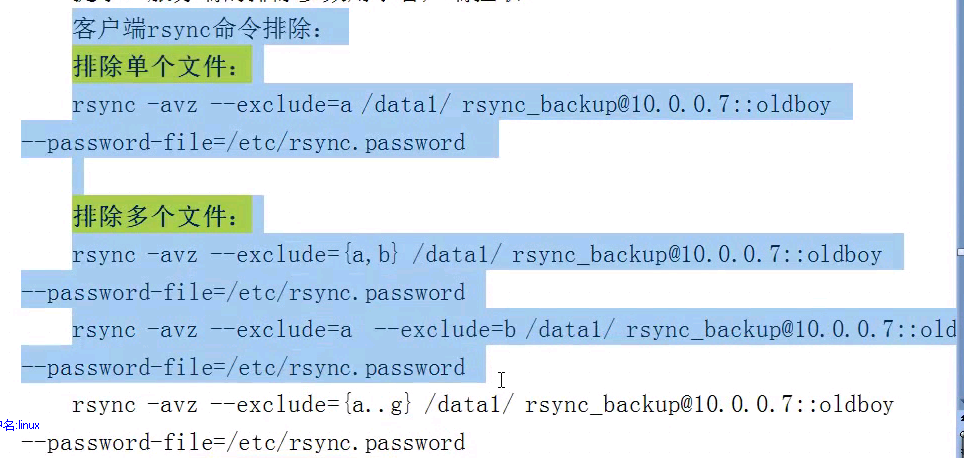 客户端rsync命令排除:
排除单个文件:
rsync -avz --exclude=a /data1/ rsync_backup@10.0.0.7::oldboy
--password-file=/etc/rsync.password
排除多个文件:
rsync -avz --exclude={a,b} /data1/ rsync_backup@10.0.0.7::oldboy
--password-file=/etc/rsync.password
rsync -avz --exclude=a --exclude=b /data1/ rsync_backup@10.0.0.7::old
--password-file=/etc/rsync.password
rsync -avz --exclude={a..g} /data1/ rsync_backup@10.0.0.7::oldboy
名:linux
--password-file=/etc/rsync.password